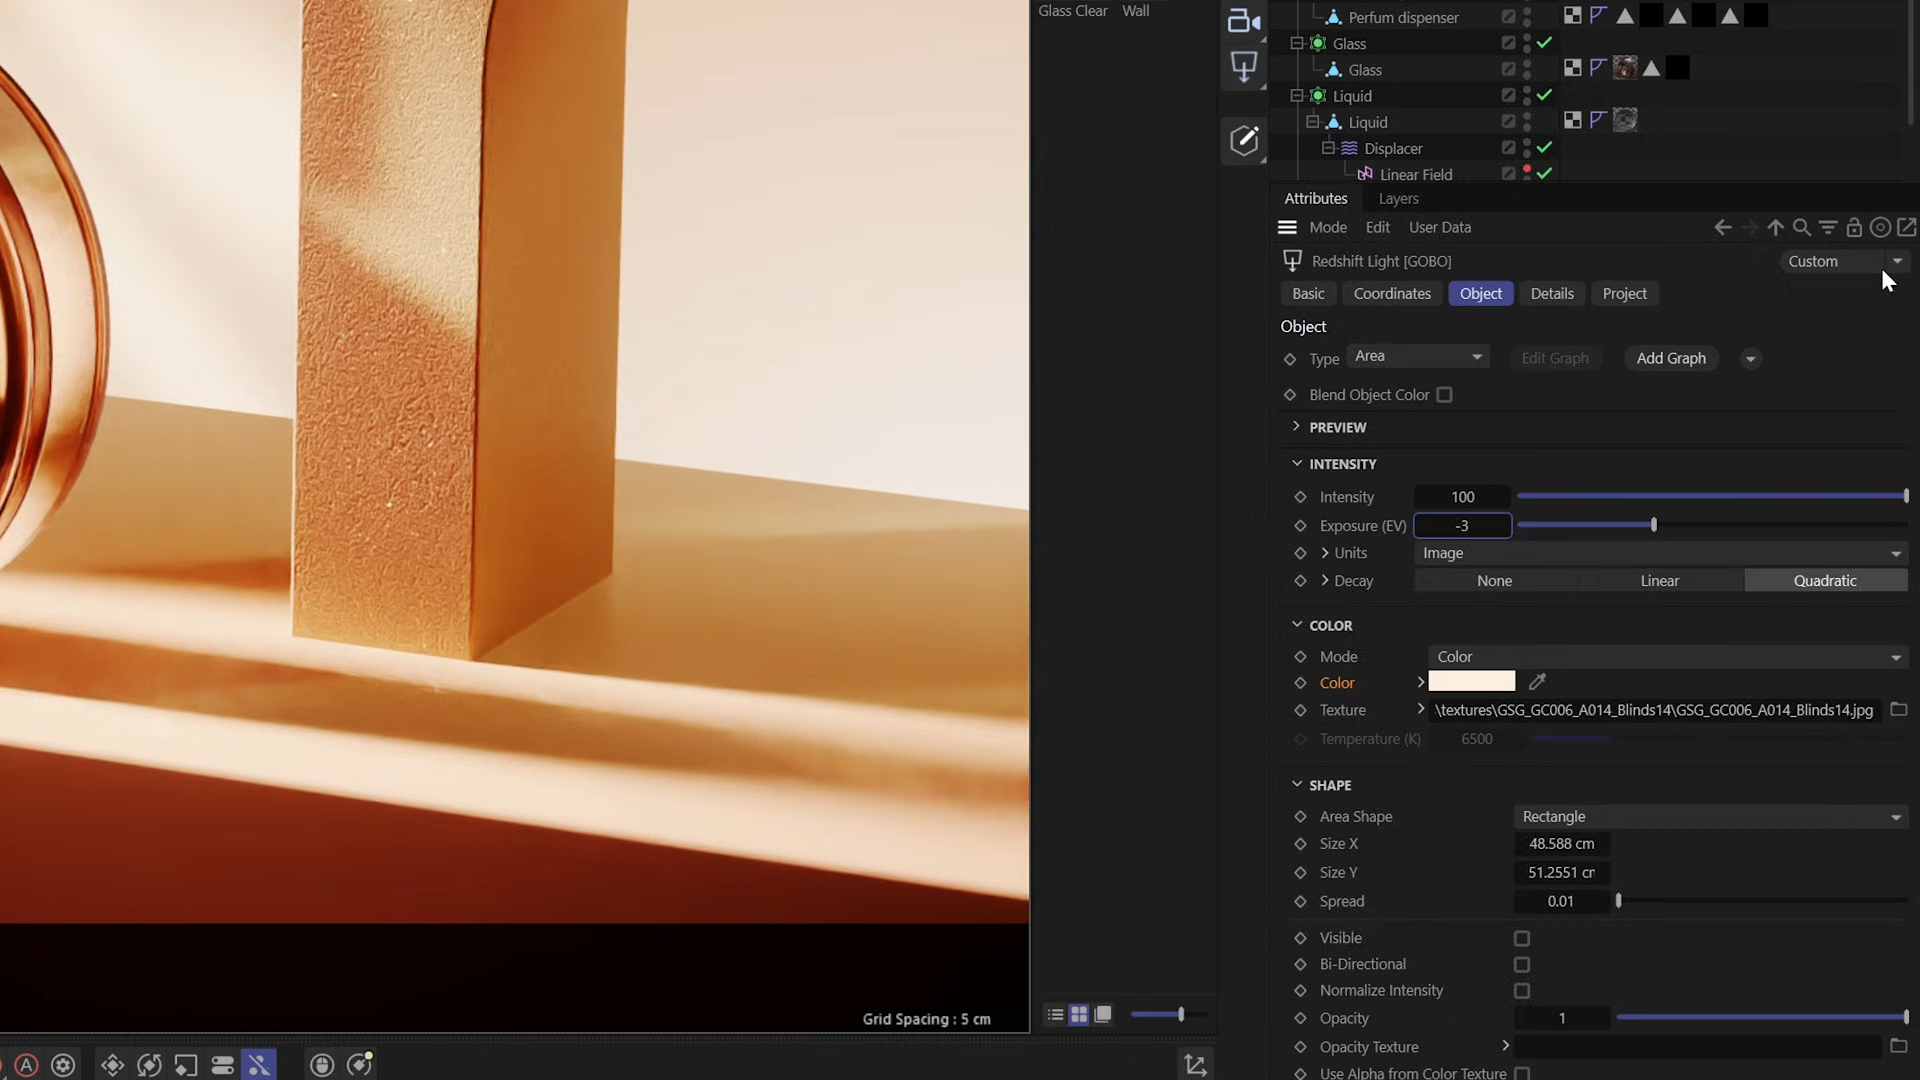 Glass Clear Wall
Perfum dispenser
Glass
Glass
Liquid
Liquid
Displacer
Linear Field
Attributes Layers
Mode Edit User Data
Redshift Light [GOBO] Custom
Basic Coordinates Object Details Project
Object
Type Area Edit Graph Add Graph
Blend Object Color
PREVIEW
INTENSITY
Intensity 100
Exposure (EV) -3
Units Image
Decay None Linear Quadratic
COLOR
Mode Color
Color
Texture \textures\GSG_GC006_A014_Blinds14\GSG_GC006_A014_Blinds14.jpg
Temperature (K) 6500
SHAPE
Area Shape Rectangle
Size X 48.588 cm
Size Y 51.2551 cr
Spread 0.01
Visible
Bi-Directional
Normalize Intensity
Opacity 1
Opacity Texture
Use Alpha from Color Texture
Grid Spacing : 5 cm
A